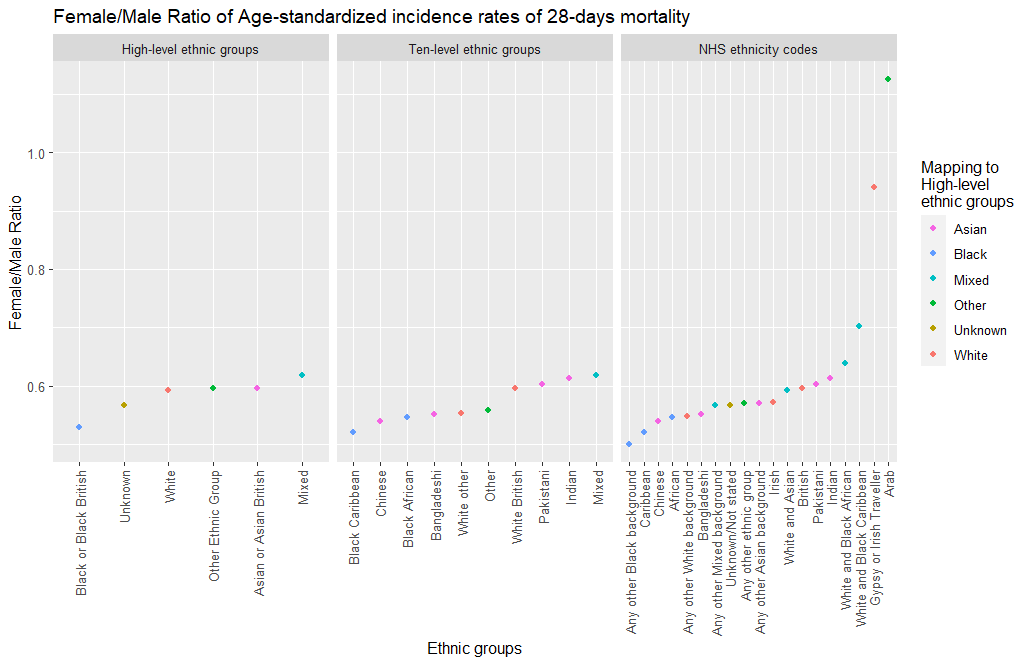 Female/Male Ratio of Age-standardized incidence rates of 28-days mortality
High-level ethnic groups
Ten-level ethnic groups
NHS ethnicity codes
Female/Male Ratio
1.0
0.8
0.6
Black or Black British
Unknown
White
Other Ethnic Group
Asian or Asian British
Mixed
Black Caribbean
Chinese
Black African
Bangladeshi
White other
Other
White British
Pakistani
Indian
Mixed
Any other Black background
Caribbean
Chinese
African
Any other White background
Bangladeshi
Any other Mixed background
Unknown/Not stated
Any other ethnic group
Any other Asian background
Irish
White and Asian
British
Pakistani
Indian
White and Black African
White and Black Caribbean
Gypsy or Irish Traveller
Arab
Ethnic groups
Mapping to
High-level
ethnic groups
Asian
Black
Mixed
Other
Unknown
White